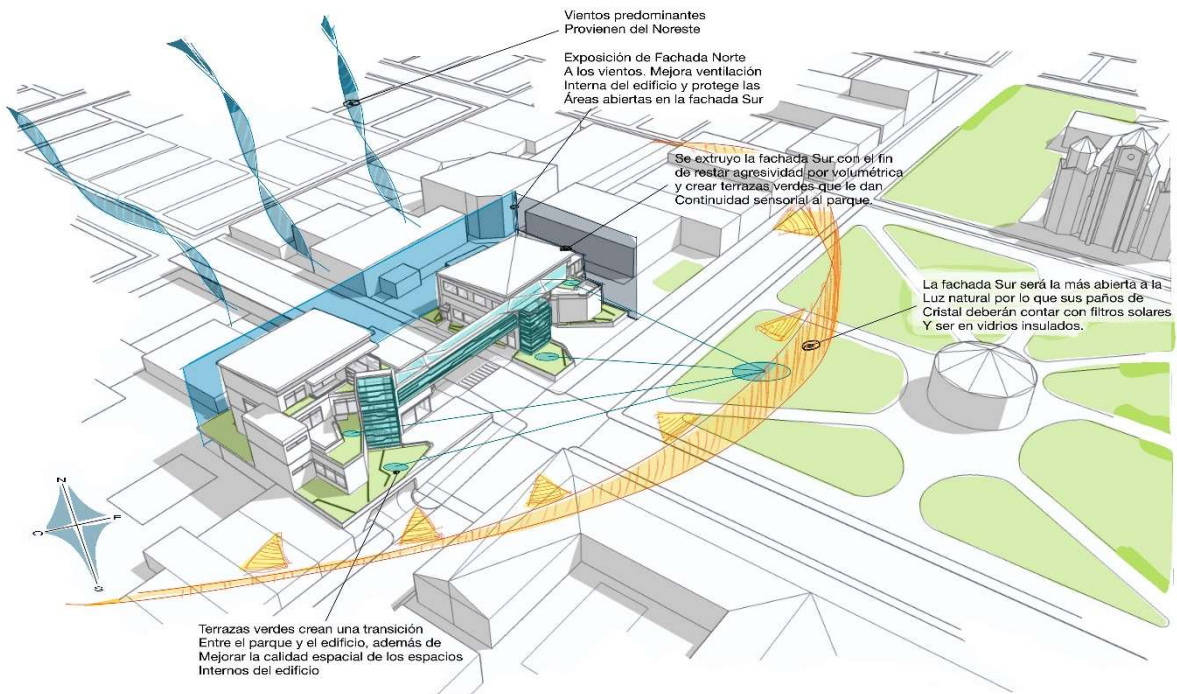 Vientos predominantes
Provienen del Noreste
Exposición de Fachada Norte
A los vientos. Mejora ventilación
Interna del edificio y protege las
Áreas abiertas en la fachada Sur
Se extruyo la fachada Sur con el fin
de restar agresividad por volumétrica
y crear terrazas verdes que le dan
Continuidad sensorial al parque.
La fachada Sur será la más abierta a la
Luz natural por lo que sus paños de
Cristal deberán contar con filtros solares
Y ser en vidrios insulados.
N
E
O
S
Terrazas verdes crean una transición
Entre el parque y el edificio, además de
Mejorar la calidad espacial de los espacios
Internos del edificio